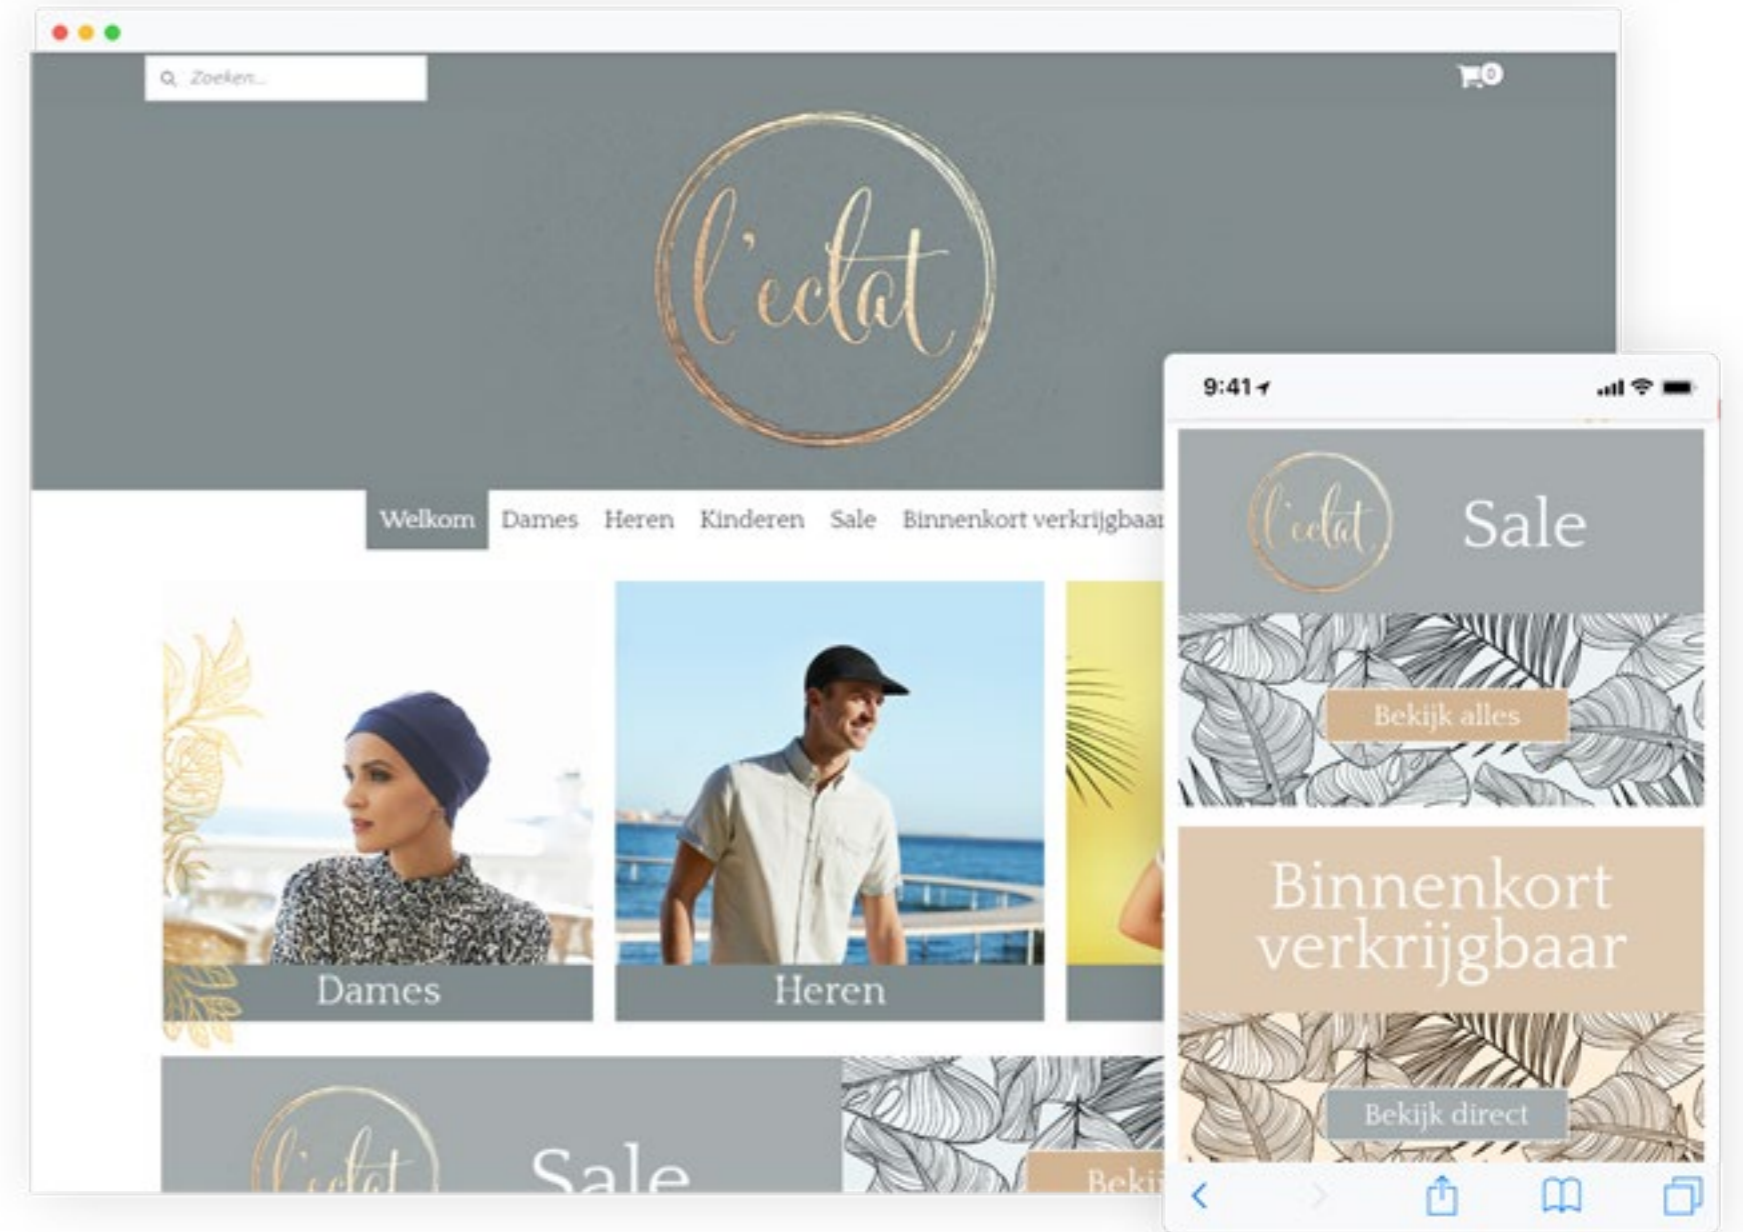 Zoeken...
0
l'eclat
Welkom Dames Heren Kinderen Sale Binnenkort verkrijgbaar
Dames
Heren
l'eclat
Sale
9:41
l'eclat
Sale
Bekijk alles
Binnenkort
verkrijgbaar
Bekijk direct